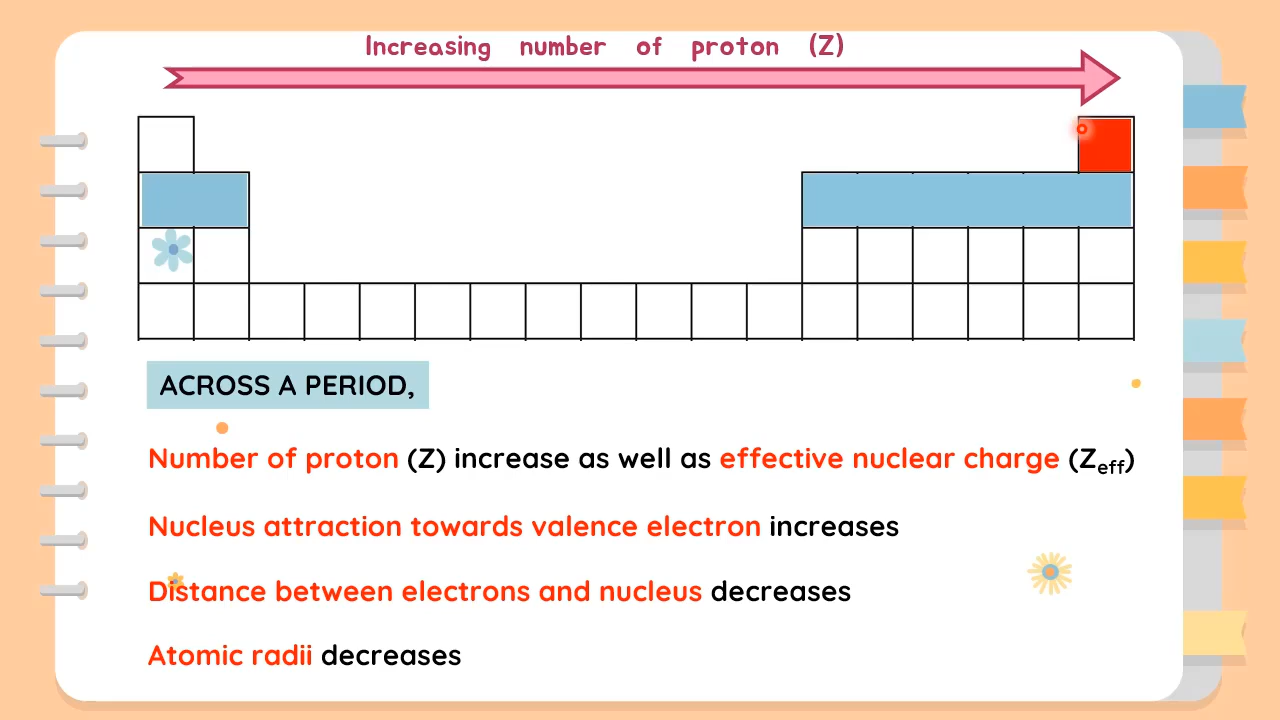 Increasing number of proton (Z)
ACROSS A PERIOD,
Number of proton (Z) increase as well as effective nuclear charge (Zeff)
Nucleus attraction towards valence electron increases
Distance between electrons and nucleus decreases
Atomic radii decreases